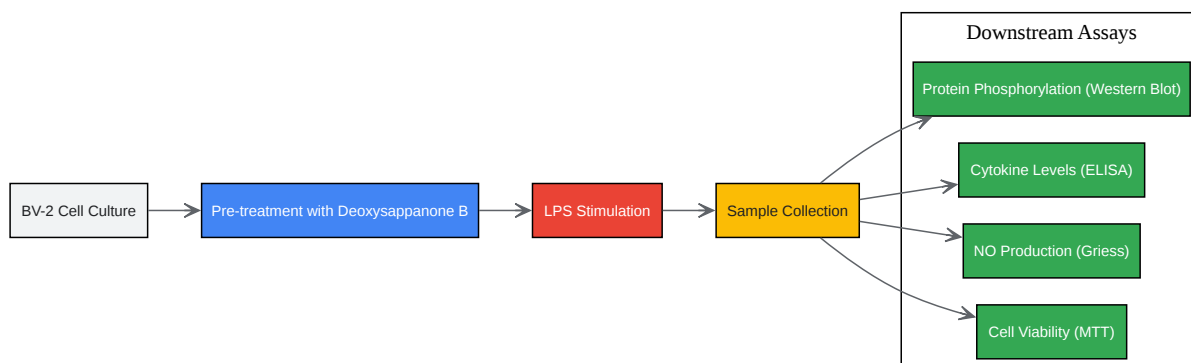 Downstream Assays
Protein Phosphorylation (Western Blot)
Cytokine Levels (ELISA)
BV-2 Cell Culture
Pre-treatment with Deoxysappanone B
LPS Stimulation
Sample Collection
NO Production (Griess)
Cell Viability (MTT)